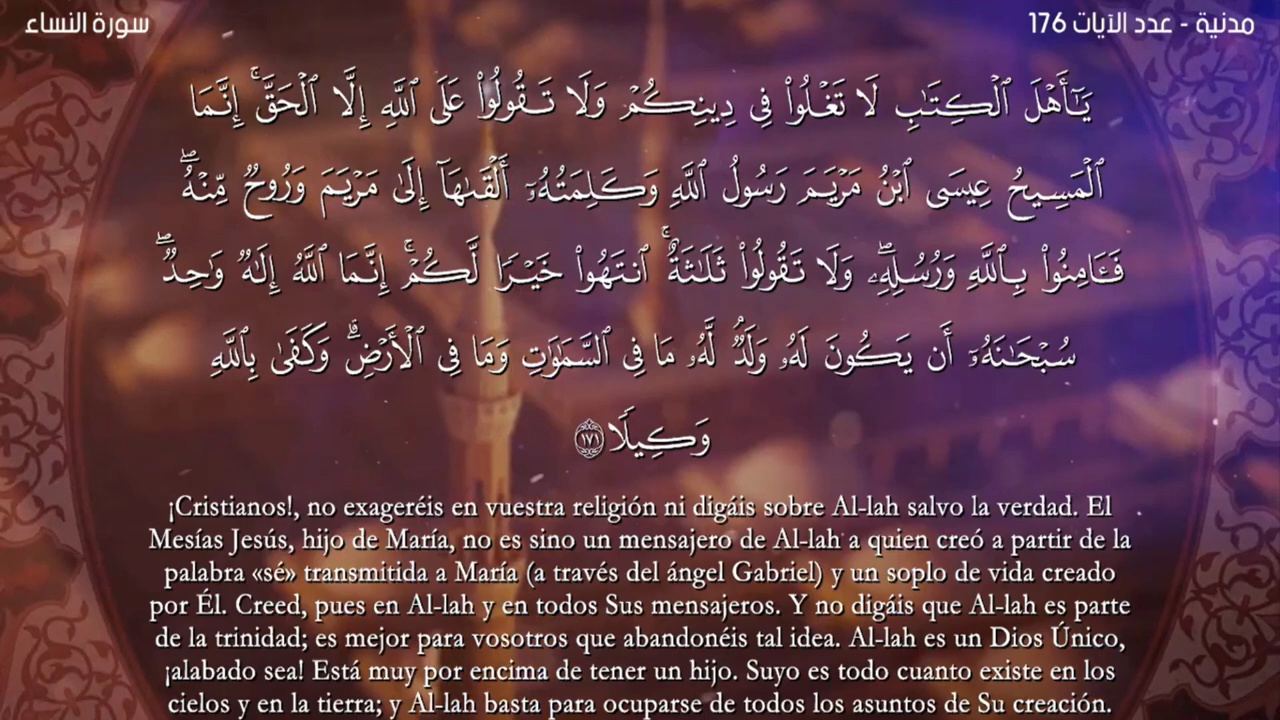 مدنية - عدد الآيات 176
سورة النساء
يَـٰٓأَهْلَ ٱلْكِتَـٰبِ لَا تَغْلُوا۟ فِى دِينِكُمْ وَلَا تَقُولُوا۟ عَلَى ٱللَّهِ إِلَّا ٱلْحَقَّ ۚ إِنَّمَا
ٱلْمَسِيحُ عِيسَى ٱبْنُ مَرْيَمَ رَسُولُ ٱللَّهِ وَكَلِمَتُهُۥٓ أَلْقَىٰهَآ إِلَىٰ مَرْيَمَ وَرُوحٌ مِّنْهُ ۖ
فَـَٔامِنُوا۟ بِٱللَّهِ وَرُسُلِهِۦ ۖ وَلَا تَقُولُوا۟ ثَلَـٰثَةٌ ۚ ٱنتَهُوا۟ خَيْرًا لَّكُمْ ۚ إِنَّمَا ٱللَّهُ إِلَـٰهٌ وَٰحِدٌ ۖ
سُبْحَـٰنَهُۥٓ أَن يَكُونَ لَهُۥ وَلَدٌ ۘ لَّهُۥ مَا فِى ٱلسَّمَـٰوَٰتِ وَمَا فِى ٱلْأَرْضِ ۗ وَكَفَىٰ بِٱللَّهِ
وَكِيلًا ١٧١
¡Cristianos!, no exageréis en vuestra religión ni digáis sobre Al-lah salvo la verdad. El
Mesías Jesús, hijo de María, no es sino un mensajero de Al-lah a quien creó a partir de la
palabra «sé» transmitida a María (a través del ángel Gabriel) y un soplo de vida creado
por Él. Creed, pues en Al-lah y en todos Sus mensajeros. Y no digáis que Al-lah es parte
de la trinidad; es mejor para vosotros que abandonéis tal idea. Al-lah es un Dios Único,
¡alabado sea! Está muy por encima de tener un hijo. Suyo es todo cuanto existe en los
cielos y en la tierra; y Al-lah basta para ocuparse de todos los asuntos de Su creación.